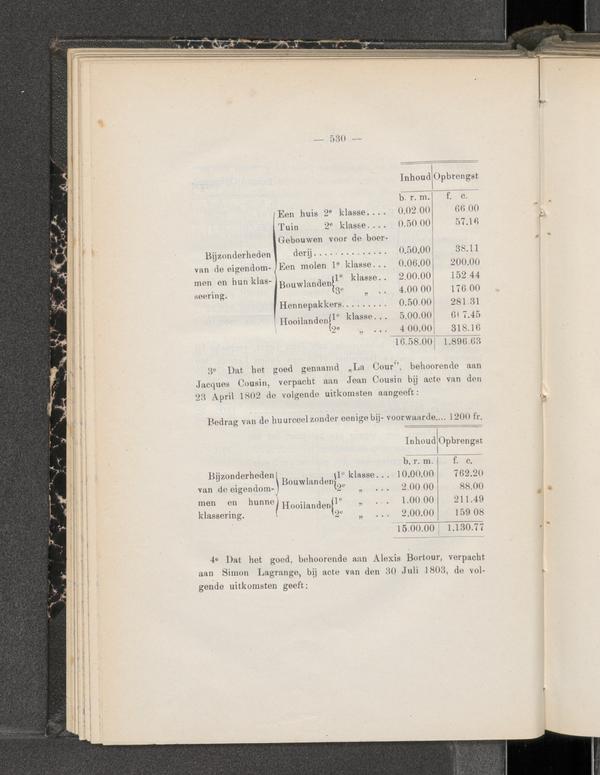 — 530 —
Inhoud Opbrengst
b. r. m. f. c.
Een huis 2e klasse.... 0.02.00 66.00
Tuin 2e klasse.... 0.50.00 57.16
Gebouwen voor de boer-
derij.............. 0.50.00 38.11
Bijzonderheden
van de eigendom-
men en hun klas-
seering.
Een molen 1e klasse... 0.06.00 200.00
Bouwlanden 1e klasse.. 2.00.00 152.44
3e „ .. 4.00.00 176.00
Hennepakkers......... 0.50.00 281.31
Hooilanden 1e klasse... 5.00.00 607.45
2e „ ... 4.00.00 318.16
16.58.00 1,896.63
3e Dat het goed genaamd „La Cour", behoorende aan
Jacques Cousin, verpacht aan Jean Cousin bij acte van den
23 April 1802 de volgende uitkomsten aangeeft:
Bedrag van de huurceel zonder eenige bij- voorwaarde.... 1200 fr.
Inhoud Opbrengst
b. r. m. f. c.
Bijzonderheden
van de eigendom-
men en hunne
klassering.
Bouwlanden 1e klasse... 10.00.00 762.20
2e „ ... 2.00.00 88.00
Hooilanden 1e „ ... 1.00.00 211.49
2e „ ... 2.00.00 159.08
15.00.00 1,130.77
4e Dat het goed, behoorende aan Alexis Bortour, verpacht
aan Simon Lagrange, bij acte van den 30 Juli 1803, de vol-
gende uitkomsten geeft: